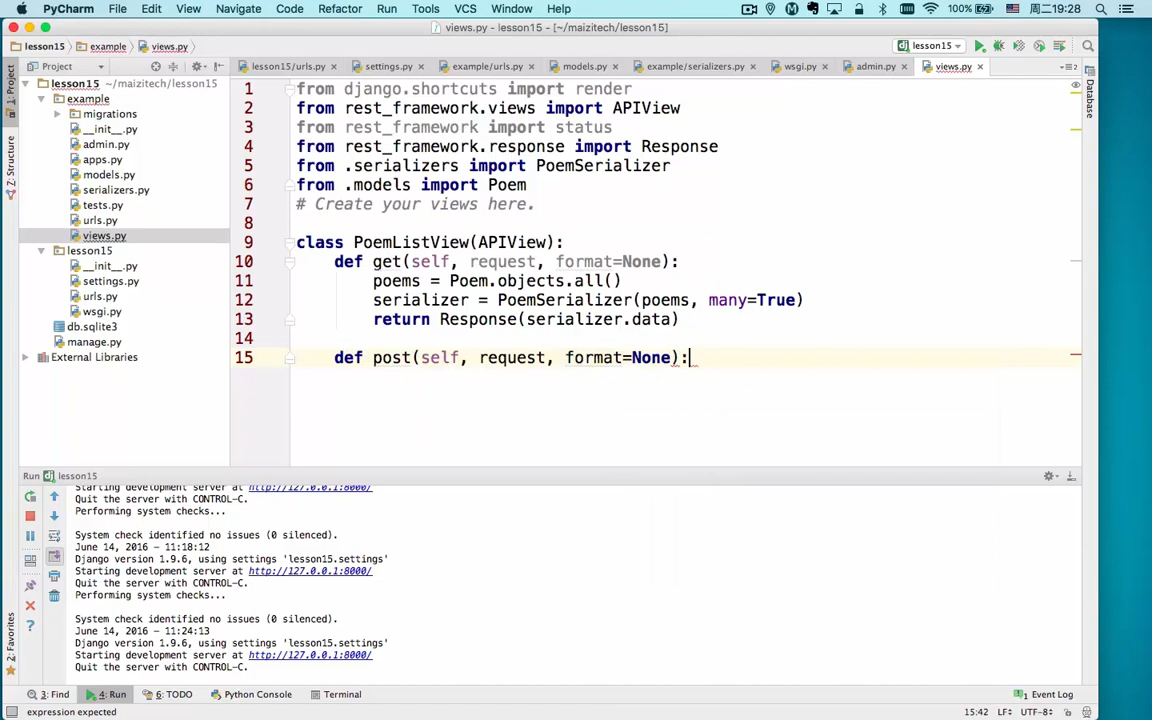 PyCharm File Edit View Navigate Code Refactor Run Tools VCS Window Help 100% 周二19:28
views.py - lesson15 - [~/maizitech/lesson15]
lesson15 example views.py lesson15
Project lesson15/urls.py settings.py example/urls.py models.py example/serializers.py wsgi.py admin.py views.py 2
1: Project
7: Structure
2: Favorites
Database
lesson15 ~/maizitech/lesson15
example
migrations
__init__.py
admin.py
apps.py
models.py
serializers.py
tests.py
urls.py
views.py
lesson15
__init__.py
settings.py
urls.py
wsgi.py
db.sqlite3
manage.py
External Libraries
1 from django.shortcuts import render
2 from rest_framework.views import APIView
3 from rest_framework import status
4 from rest_framework.response import Response
5 from .serializers import PoemSerializer
6 from .models import Poem
7 # Create your views here.
8
9 class PoemListView(APIView):
10 def get(self, request, format=None):
11 poems = Poem.objects.all()
12 serializer = PoemSerializer(poems, many=True)
13 return Response(serializer.data)
14
15 def post(self, request, format=None):
Run lesson15
Starting development server at http://127.0.0.1:8000/
Quit the server with CONTROL-C.
Performing system checks...
System check identified no issues (0 silenced).
June 14, 2016 - 11:18:12
Django version 1.9.6, using settings 'lesson15.settings'
Starting development server at http://127.0.0.1:8000/
Quit the server with CONTROL-C.
Performing system checks...
System check identified no issues (0 silenced).
June 14, 2016 - 11:24:13
Django version 1.9.6, using settings 'lesson15.settings'
Starting development server at http://127.0.0.1:8000/
Quit the server with CONTROL-C.
3: Find 4: Run 6: TODO Python Console Terminal 1 Event Log
expression expected 15:42 LF÷ UTF-8÷